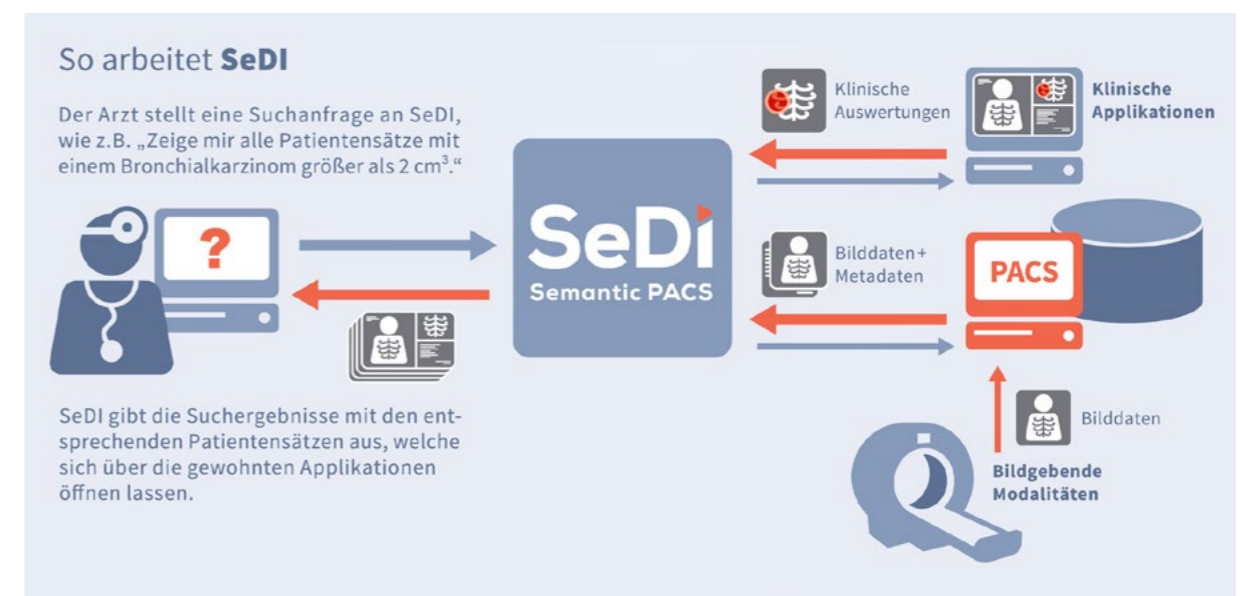 So arbeitet SeDI
Der Arzt stellt eine Suchanfrage an SeDI,
wie z.B. „Zeige mir alle Patientensätze mit
einem Bronchialkarzinom größer als 2 cm³.“
?
SeDI gibt die Suchergebnisse mit den ent-
sprechenden Patientensätzen aus, welche
sich über die gewohnten Applikationen
öffnen lassen.
SeDi
Semantic PACS
Klinische
Auswertungen
Klinische
Applikationen
Bilddaten+
Metadaten
PACS
Bilddaten
Bildgebende
Modalitäten